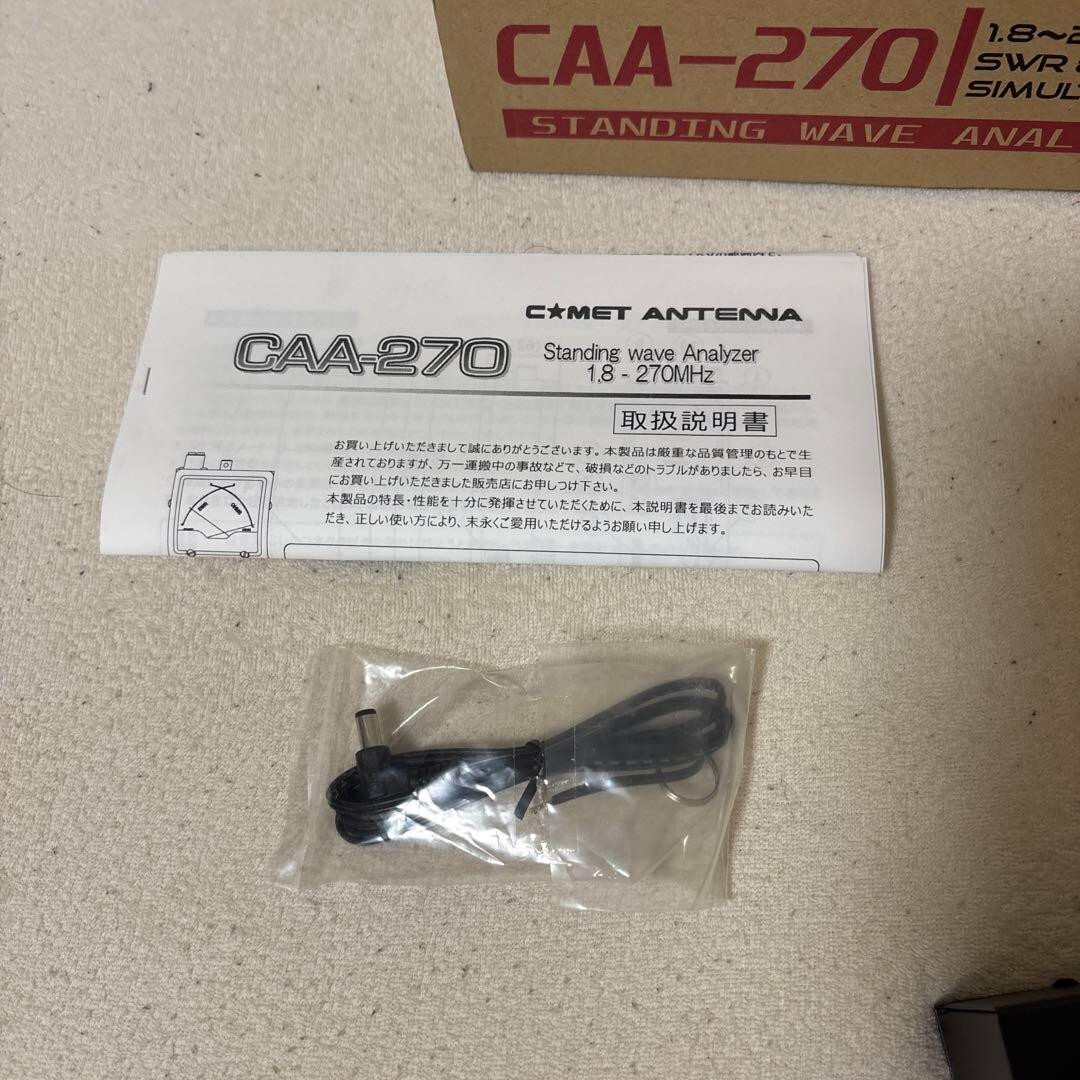 CAA-270
1.8~2
SWR
SIMUL
STANDING WAVE ANAL
C★MET ANTENNA
CAA-270
Standing wave Analyzer
1.8 - 270MHz
取扱説明書
お買い上げいただきまして誠にありがとうございます。本製品は厳重な品質管理のもとで生
産されておりますが、万一運搬中の事故などで、破損などのトラブルがありましたら、お早目
にお買い上げいただきました販売店にお申しつけ下さい。
本製品の特長・性能を十分に発揮させていただくために、本説明書を最後までお読みいた
だき、正しい使い方により、末永くご愛用いただけるようお願い申し上げます。